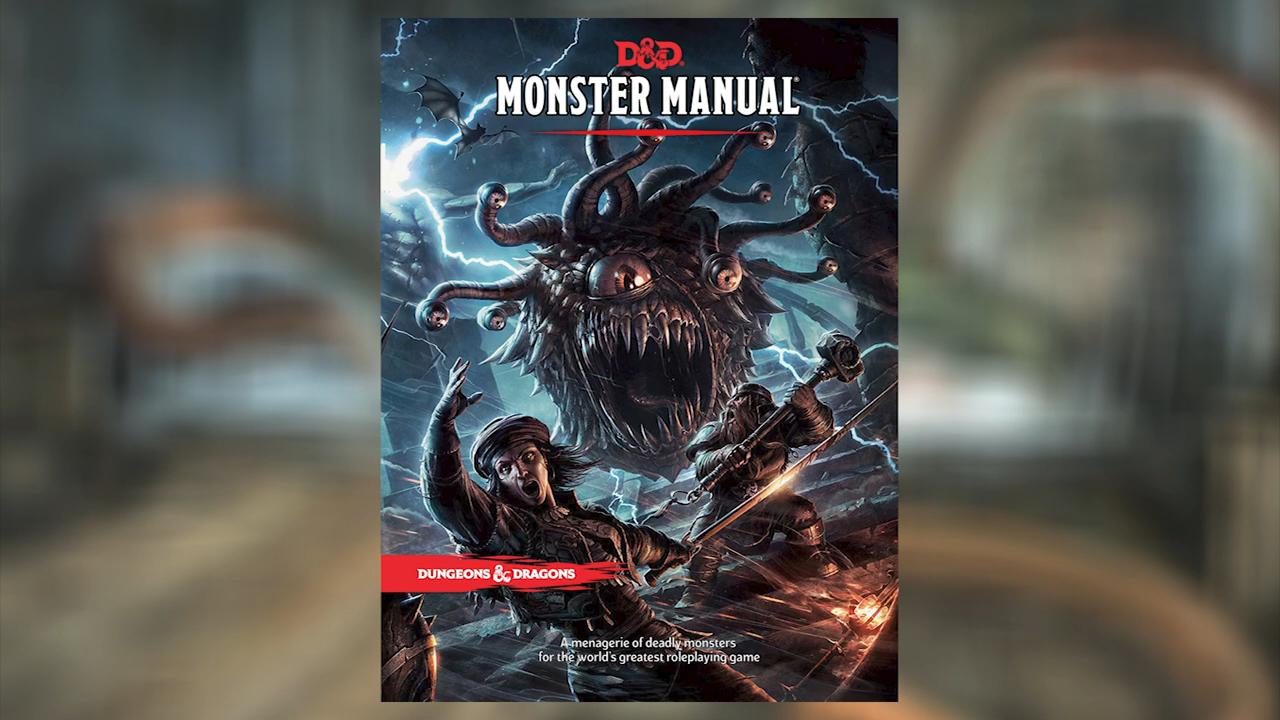 D&D
MONSTER MANUAL®
DUNGEONS & DRAGONS
A menagerie of deadly monsters
for the world's greatest roleplaying game